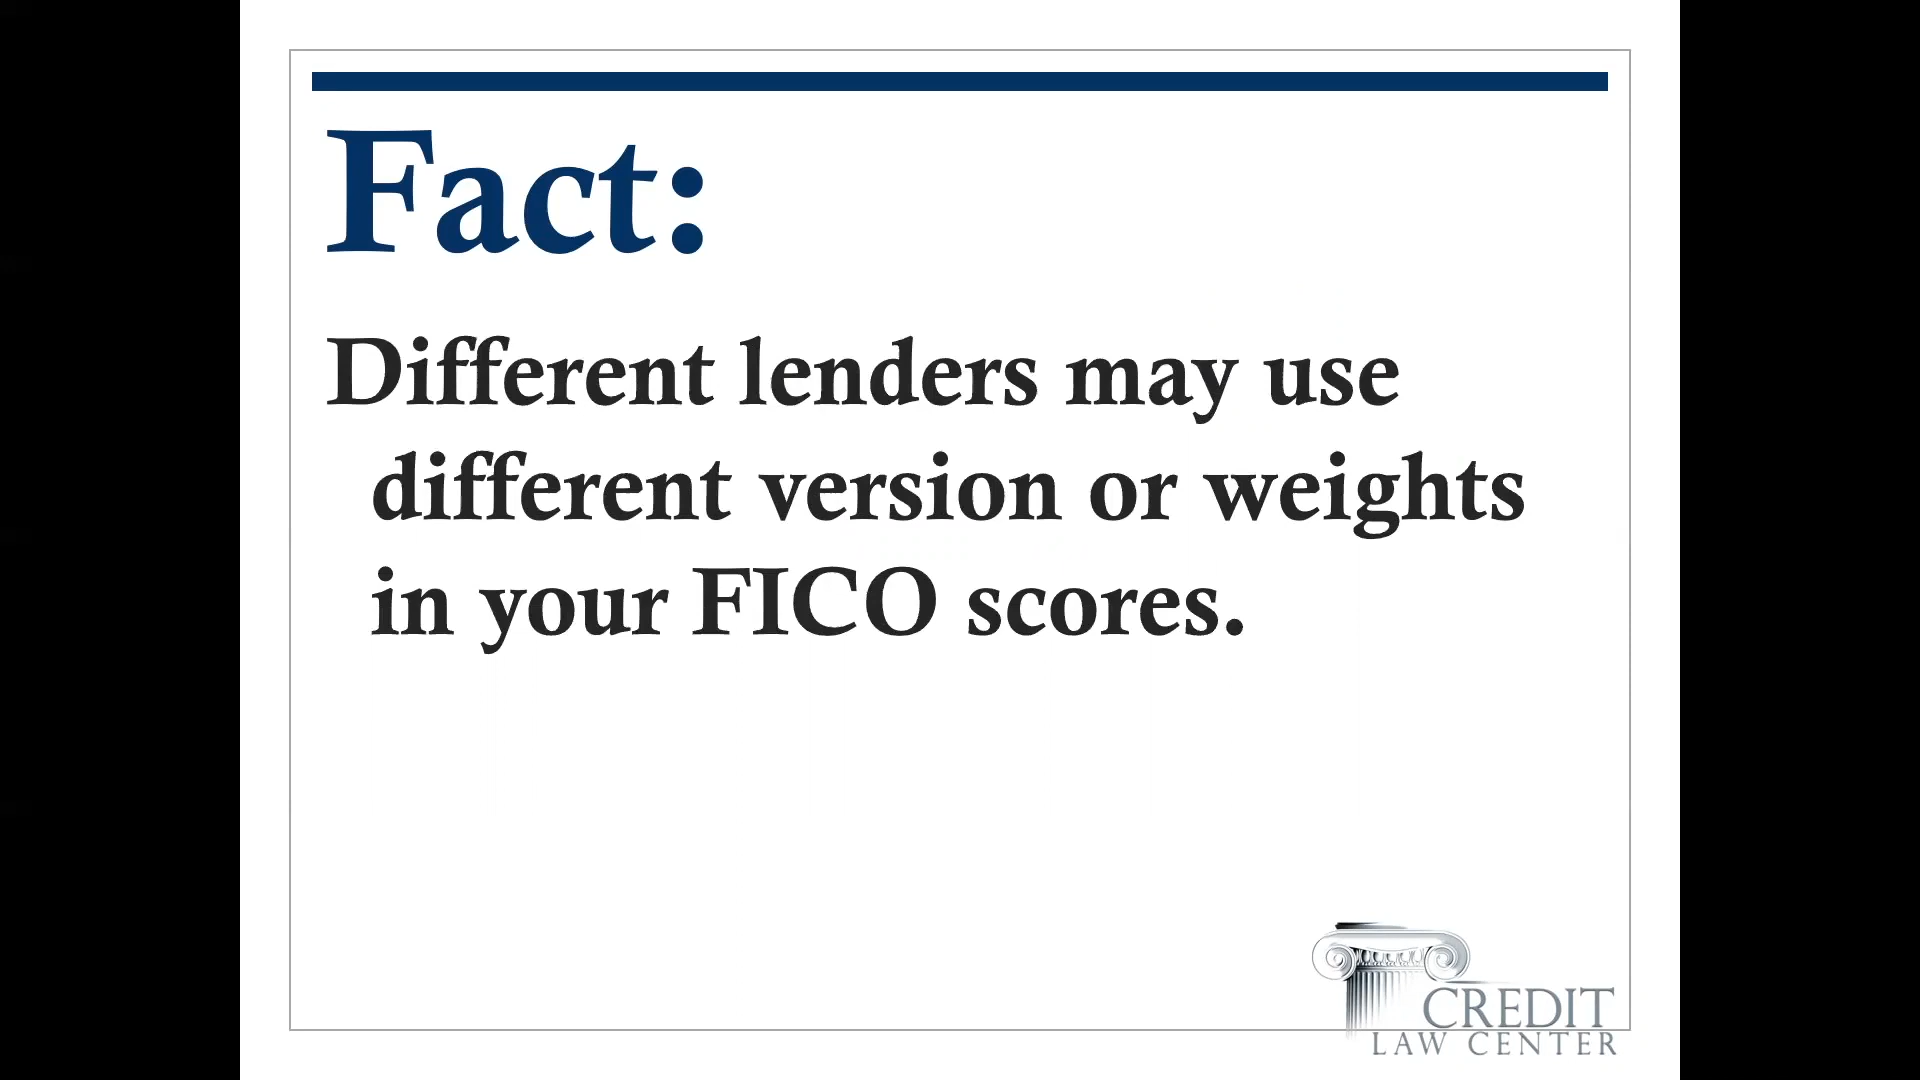 Fact:
Different lenders may use
different version or weights
in your FICO scores.
CREDIT
LAW CENTER